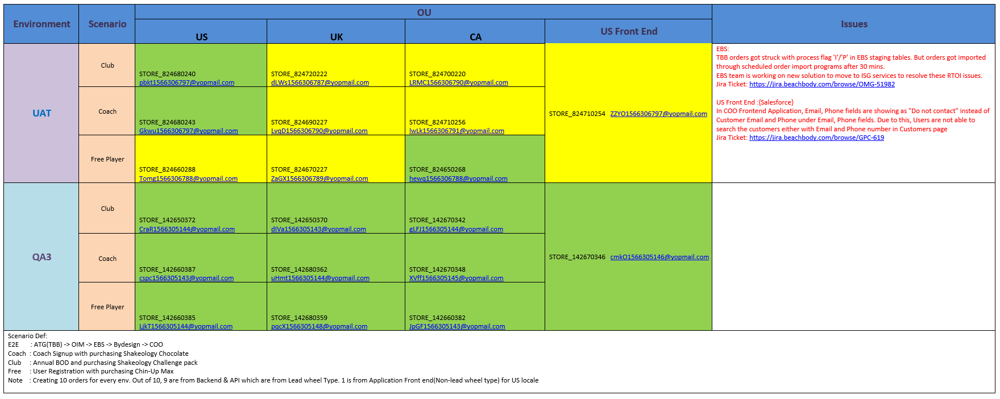 Environment
Scenario
OU
US
UK
CA
US Front End
Issues
UAT
Club
STORE_824680240
pbkt1566306797@yopmail.com
STORE_824720222
dLWs1566306787@yopmail.com
STORE_824700220
LRMC1566306790@yopmail.com
Coach
STORE_824680243
Gkwu1566306797@yopmail.com
STORE_824690227
LvqD1566306790@yopmail.com
STORE_824710256
lwLk1566306791@yopmail.com
Free Player
STORE_824660288
Tomg1566306788@yopmail.com
STORE_824670227
ZaGX1566306789@yopmail.com
STORE_824650268
hewq1566306788@yopmail.com
STORE_824710254 ZZYO1566306797@yopmail.com
EBS:
TBB orders got struck with process flag 'I'/'P' in EBS staging tables. But orders got imported
through scheduled order import programs after 30 mins.
EBS team is working on new solution to move to ISG services to resolve these RTOI issues.
Jira Ticket: https://jira.beachbody.com/browse/OMG-51982
US Front End :{Salesforce}
In COO Frontend Application, Email, Phone fields are showing as "Do not contact" instead of
Customer Email and Phone under Email, Phone fields. Due to this, Users are not able to
search the customers either with Email and Phone number in Customers page
Jira Ticket: https://jira.beachbody.com/browse/GPC-619
QA3
Club
STORE_142650372
CraR1566305144@yopmail.com
STORE_142650370
dIVa1566305143@yopmail.com
STORE_142670342
gLFJ1566305144@yopmail.com
Coach
STORE_142660387
cspc1566305143@yopmail.com
STORE_142680362
uHmt1566305144@yopmail.com
STORE_142670348
XVff1566305145@yopmail.com
Free Player
STORE_142660385
LjkT1566305144@yopmail.com
STORE_142680359
pqcX1566305148@yopmail.com
STORE_142660382
JpGF1566305143@yopmail.com
STORE_142670346 cmkO1566305146@yopmail.com
Scenario Def:
E2E : ATG(TBB) -> OIM -> EBS -> Bydesign -> COO
Coach : Coach Signup with purchasing Shakeology Chocolate
Club : Annual BOD and purchasing Shakeology Challenge pack
Free : User Registration with purchasing Chin-Up Max
Note : Creating 10 orders for every env. Out of 10, 9 are from Backend & API which are from Lead wheel Type. 1 is from Application Front end(Non-lead wheel type) for US locale